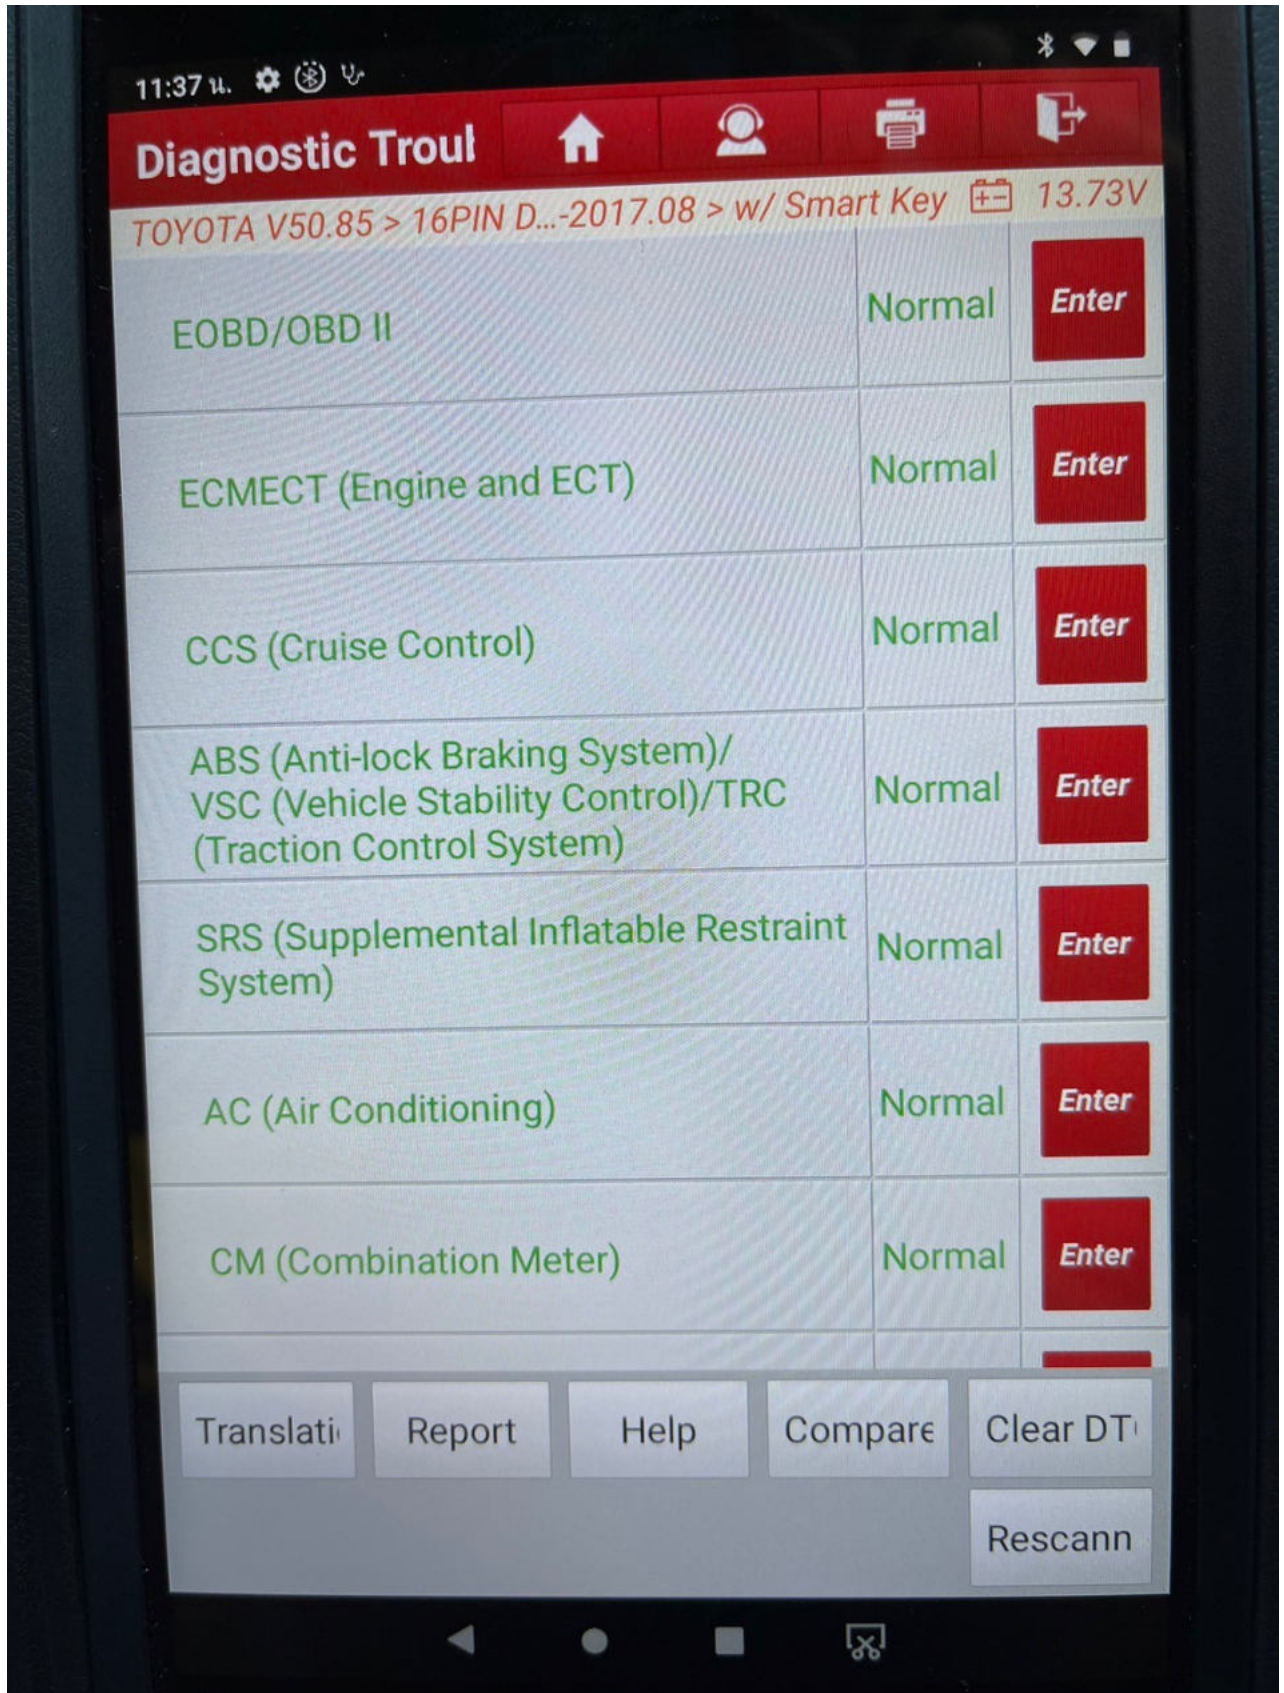 11:37 น.
Diagnostic Troul
TOYOTA V50.85 > 16PIN D...-2017.08 > w/ Smart Key 13.73V
EOBD/OBD II Normal Enter
ECMECT (Engine and ECT) Normal Enter
CCS (Cruise Control) Normal Enter
ABS (Anti-lock Braking System)/
VSC (Vehicle Stability Control)/TRC Normal Enter
(Traction Control System)
SRS (Supplemental Inflatable Restraint
System) Normal Enter
AC (Air Conditioning) Normal Enter
CM (Combination Meter) Normal Enter
Translati Report Help Compare Clear DT
Rescann